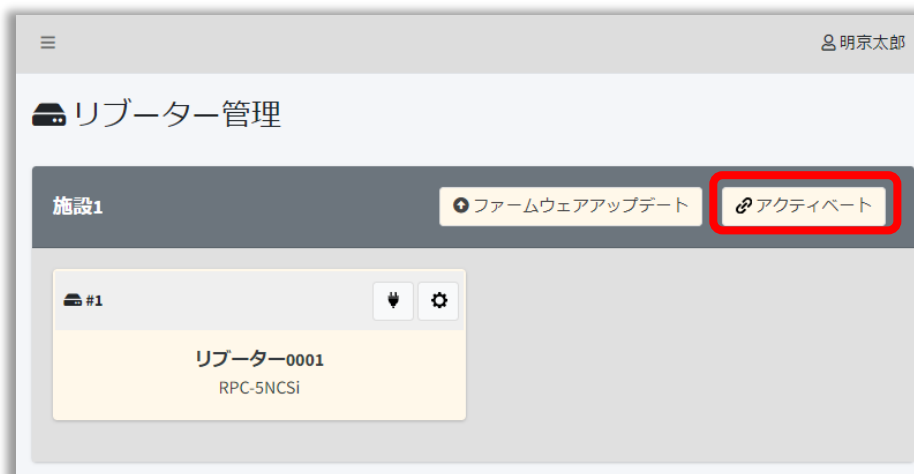 明京太郎
リブーター管理
施設1
ファームウェアアップデート
アクティベート
#1
リブーター0001
RPC-5NCSi